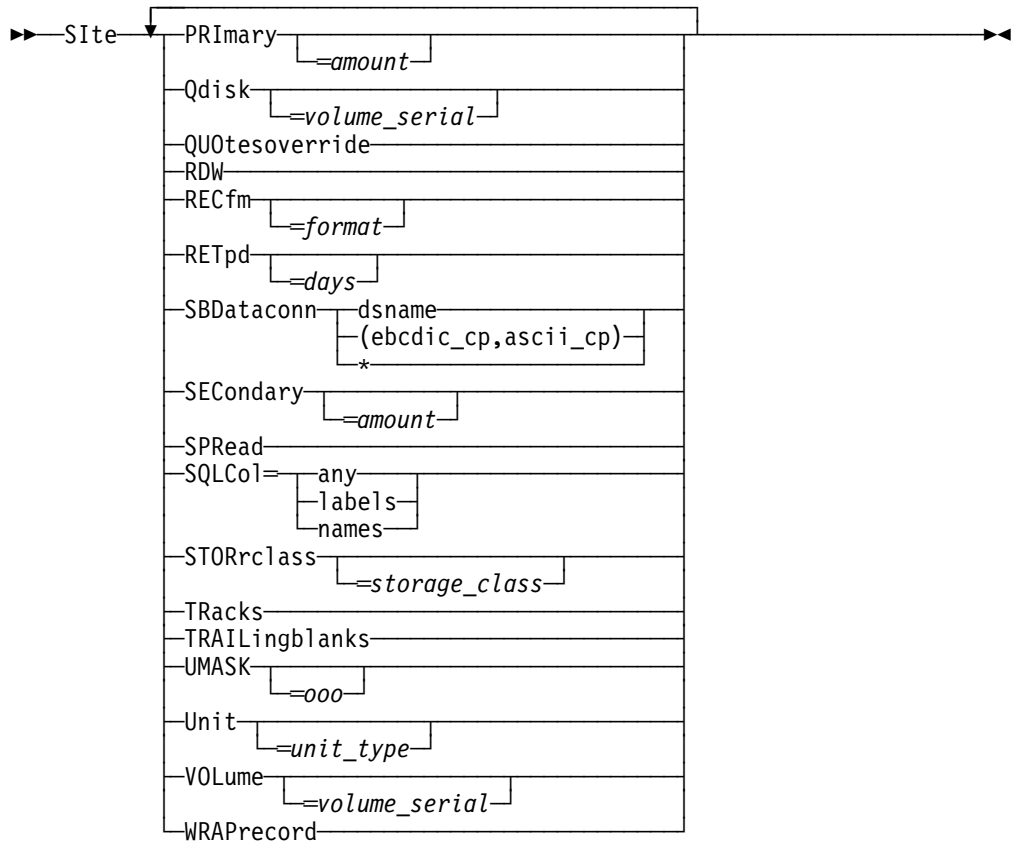 SIte PRImary
=amount
Qdisk
=volume_serial
QUOtesoverride
RDW
RECfm
=format
RETpd
=days
SBDataconn dsname
(ebcdic_cp,ascii_cp)
*
SECondary
=amount
SPRead
SQLCol= any
labels
names
STORrclass
=storage_class
TRacks
TRAILingblanks
UMASK
=ooo
Unit
=unit_type
VOLume
=volume_serial
WRAPrecord